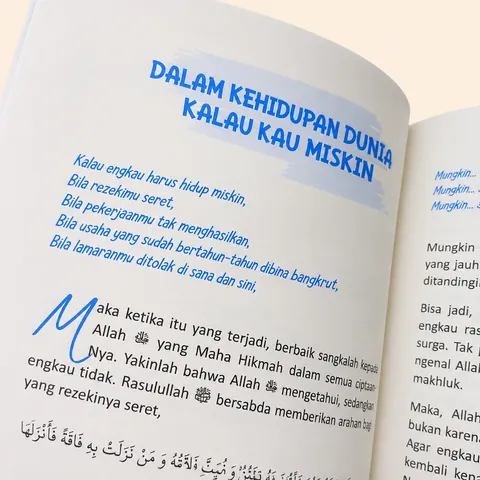 DALAM KEHIDUPAN DUNIA
KALAU KAU MISKIN
Kalau engkau harus hidup miskin,
Bila rezekimu seret,
Bila pekerjaanmu tak menghasilkan,
Bila usaha yang sudah bertahun-tahun dibina bangkrut,
Bila lamaranmu ditolak di sana dan sini,
Maka ketika itu yang terjadi, berbaik sangkalah kepada
Allah ﷻ yang Maha Hikmah dalam semua ciptaan-
Nya. Yakinlah bahwa Allah ﷻ mengetahui, sedangkan
engkau tidak. Rasulullah ﷺ bersabda memberikan arahan bagi
yang rezekinya seret,
وَ مَنْ نَزَلَتْ بِهِ فَاقَةٌ فَأَنْزَلَهَا
Mungkin...
Mungkin...
Mungkin...
Mungkin
yang jauh
ditandingi
Bisa jadi,
engkau ras
surga. Tak
ngenal Alla
makhluk.
Maka, Allah
bukan karena
Agar engkau
kembali kena